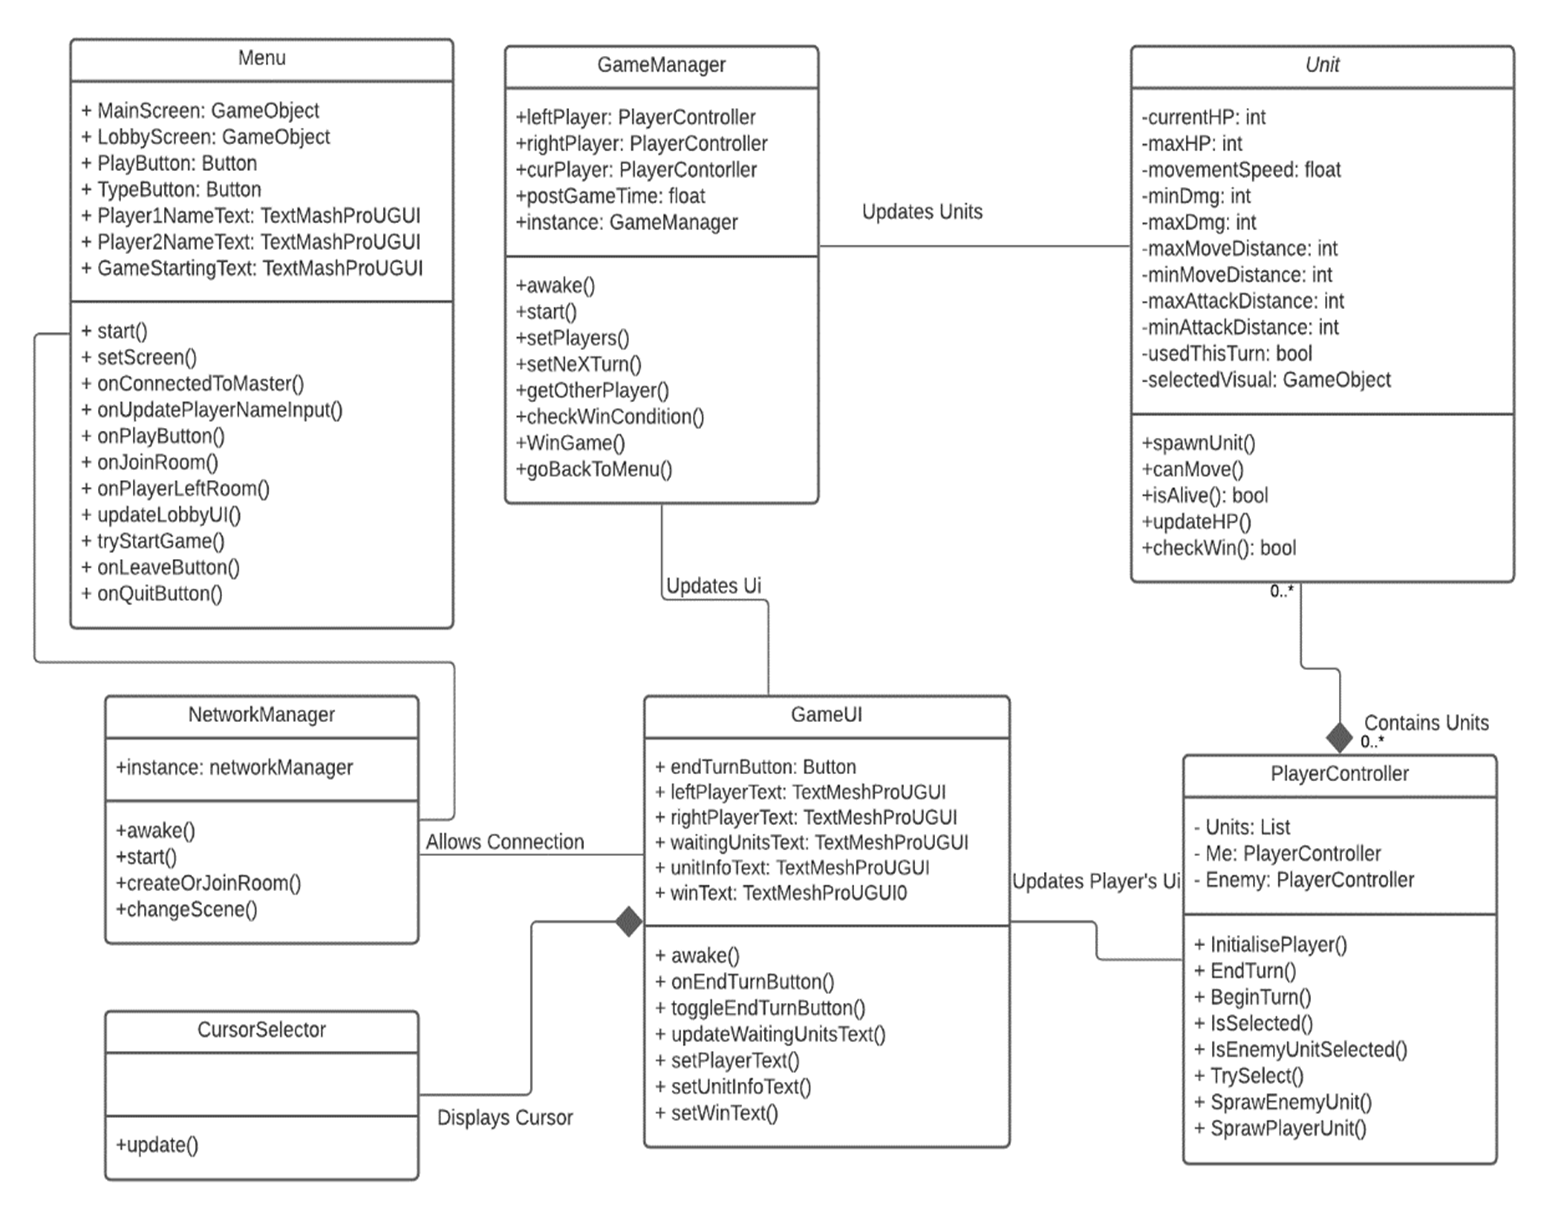 Menu
+ MainScreen: GameObject
+ LobbyScreen: GameObject
+ PlayButton: Button
+ TypeButton: Button
+ Player1NameText: TextMashProUGUI
+ Player2NameText: TextMashProUGUI
+ GameStartingText: TextMashProUGUI
+ start()
+ setScreen()
+ onConnectedToMaster()
+ onUpdatePlayerNameInput()
+ onPlayButton()
+ onJoinRoom()
+ onPlayerLeftRoom()
+ updateLobbyUI()
+ tryStartGame()
+ onLeaveButton()
+ onQuitButton()
GameManager
+leftPlayer: PlayerController
+rightPlayer: PlayerController
+curPlayer: PlayerContorller
+postGameTime: float
+instance: GameManager
+awake()
+start()
+setPlayers()
+setNeXTurn()
+getOtherPlayer()
+checkWinCondition()
+WinGame()
+goBackToMenu()
Updates Units
Unit
-currentHP: int
-maxHP: int
-movementSpeed: float
-minDmg: int
-maxDmg: int
-maxMoveDistance: int
-minMoveDistance: int
-maxAttackDistance: int
-minAttackDistance: int
-usedThisTurn: bool
-selectedVisual: GameObject
+spawnUnit()
+canMove()
+isAlive(): bool
+updateHP()
+checkWin(): bool
0..*
Updates Ui
Contains Units
0..*
NetworkManager
+instance: networkManager
+awake()
+start()
+createOrJoinRoom()
+changeScene()
Allows Connection
GameUI
+ endTurnButton: Button
+ leftPlayerText: TextMeshProUGUI
+ rightPlayerText: TextMeshProUGUI
+ waitingUnitsText: TextMeshProUGUI
+ unitInfoText: TextMeshProUGUI
+ winText: TextMeshProUGUI0
+ awake()
+ onEndTurnButton()
+ toggleEndTurnButton()
+ updateWaitingUnitsText()
+ setPlayerText()
+ setUnitInfoText()
+ setWinText()
Updates Player's Ui
PlayerController
- Units: List
- Me: PlayerController
- Enemy: PlayerController
+ InitialisePlayer()
+ EndTurn()
+ BeginTurn()
+ IsSelected()
+ IsEnemyUnitSelected()
+ TrySelect()
+ SprawEnemyUnit()
+ SprawPlayerUnit()
CursorSelector
+update()
Displays Cursor